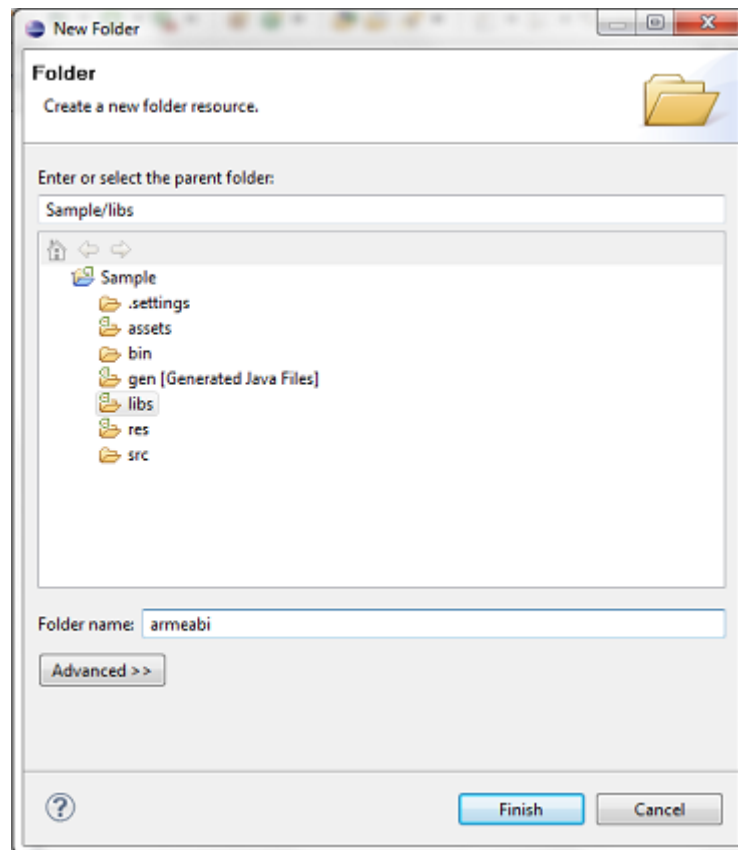 New Folder
Folder
Create a new folder resource.
Enter or select the parent folder:
Sample/libs
Sample
.settings
assets
bin
gen [Generated Java Files]
libs
res
src
Folder name: armeabi
Advanced >>
? Finish Cancel